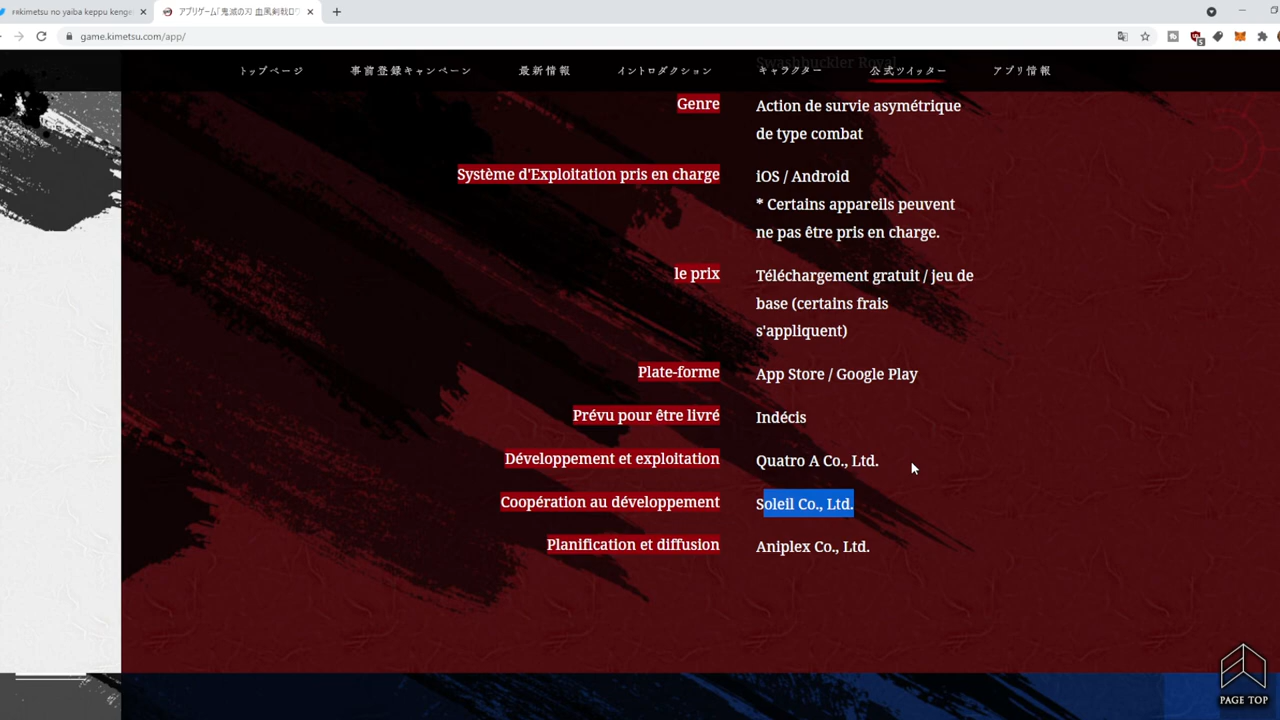 #kimetsu no yaiba keppu kengi
アプリゲーム「鬼滅の刃 血風剣戟ロワ
game.kimetsu.com/app/
トップページ 事前登録キャンペーン 最新情報 イントロダクション キャラクター 公式ツイッター アプリ情報
Swashbuckler Royal
Genre
Action de survie asymétrique
de type combat
Système d'Exploitation pris en charge
iOS / Android
* Certains appareils peuvent
ne pas être pris en charge.
le prix
Téléchargement gratuit / jeu de
base (certains frais
s'appliquent)
Plate-forme
App Store / Google Play
Prévu pour être livré
Indécis
Développement et exploitation
Quatro A Co., Ltd.
Coopération au développement
Soleil Co., Ltd.
Planification et diffusion
Aniplex Co., Ltd.
PAGE TOP